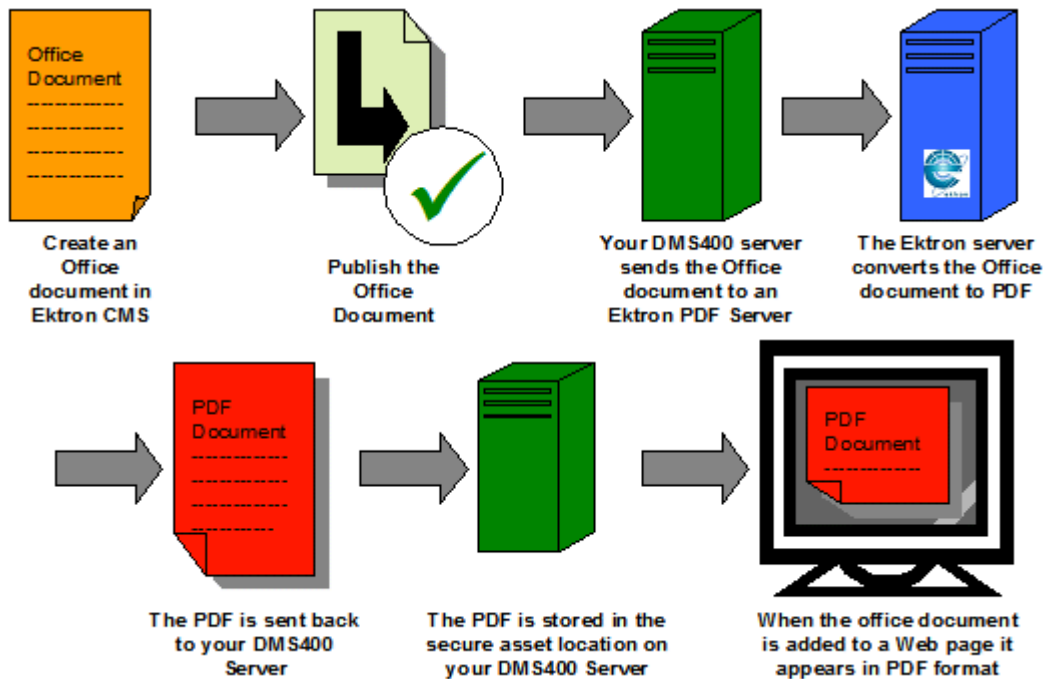 Office
Document
Create an
Office
document in
Ektron CMS
Publish the
Office
Document
Your DMS400 server
sends the Office
document to an
Ektron PDF Server
The Ektron server
converts the Office
document to PDF
PDF
Document
The PDF is sent back
to your DMS400
Server
The PDF is stored in the
secure asset location on
your DMS400 Server
PDF
Document
When the office document
is added to a Web page it
appears in PDF format